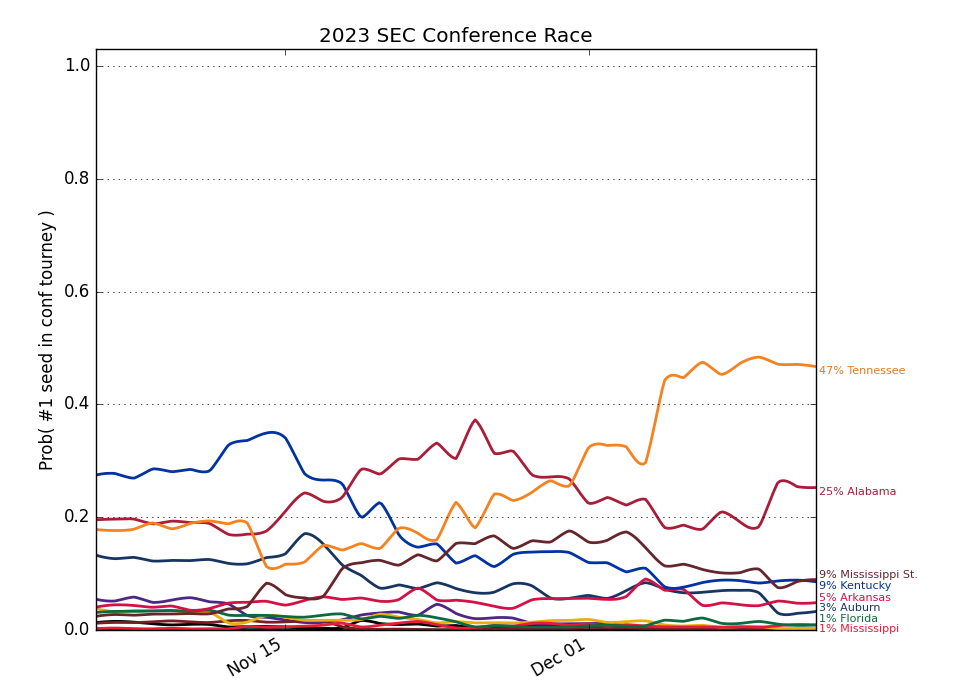 2023 SEC Conference Race
Prob( #1 seed in conf tourney )
1.0
0.8
0.6
0.4
0.2
0.0
Nov 15
Dec 01
47% Tennessee
25% Alabama
9% Mississippi St.
9% Kentucky
5% Arkansas
3% Auburn
1% Florida
1% Mississippi